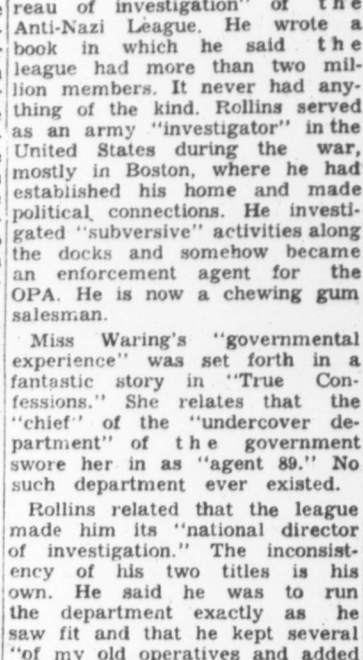 reau of investigation" of the
Anti-Nazi League. He wrote a
book in which he said the
league had more than two mil-
lion members. It never had any-
thing of the kind. Rollins served
as an army "investigator" in the
United States during the war,
mostly in Boston, where he had
established his home and made
political connections. He investi-
gated "subversive" activities along
the docks and somehow became
an enforcement agent for the
OPA. He is now a chewing gum
salesman.
Miss Waring's "governmental
experience" was set forth in a
fantastic story in "True Con-
fessions." She relates that the
"chief" of the "undercover de-
partment" of the government
swore her in as "agent 89." No
such department ever existed.
Rollins related that the league
made him its "national director
of investigation." The inconsist-
ency of his two titles is his
own. He said he was to run
the department exactly as he
saw fit and that he kept several
"of my old operatives and added